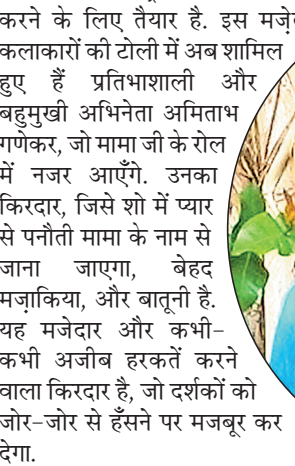 करने के लिए तैयार है. इस मज़े
कलाकारों की टोली में अब शामिल
हुए हैं प्रतिभाशाली और
बहुमुखी अभिनेता अमिताभ
गणेकर, जो मामा जी के रोल
में नजर आएँगे. उनका
किरदार, जिसे शो में प्यार
से पनौती मामा के नाम से
जाना जाएगा, बेहद
मज़ाकिया, और बातूनी है.
यह मजेदार और कभी-
कभी अजीब हरकतें करने
वाला किरदार है, जो दर्शकों को
जोर-जोर से हँसने पर मजबूर कर
देगा.